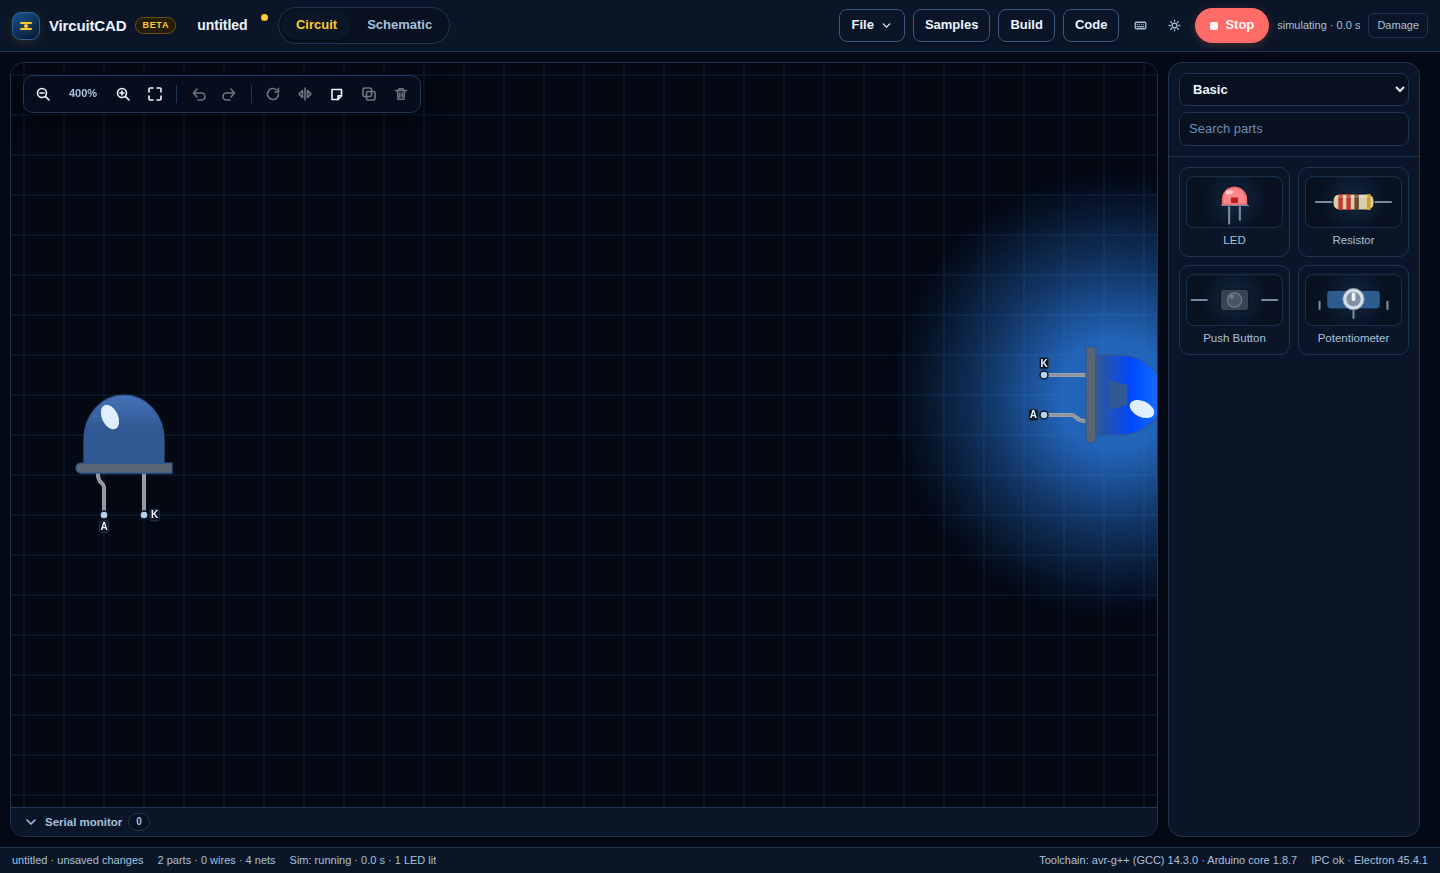 VircuitCAD BETA untitled Circuit Schematic File Samples Build Code Stop simulating · 0.0 s Damage
400%
Basic
Search parts
LED Resistor
Push Button Potentiometer
K
A
A K
Serial monitor 0
untitled · unsaved changes 2 parts · 0 wires · 4 nets Sim: running · 0.0 s · 1 LED lit Toolchain: avr-g++ (GCC) 14.3.0 · Arduino core 1.8.7 IPC ok · Electron 45.4.1